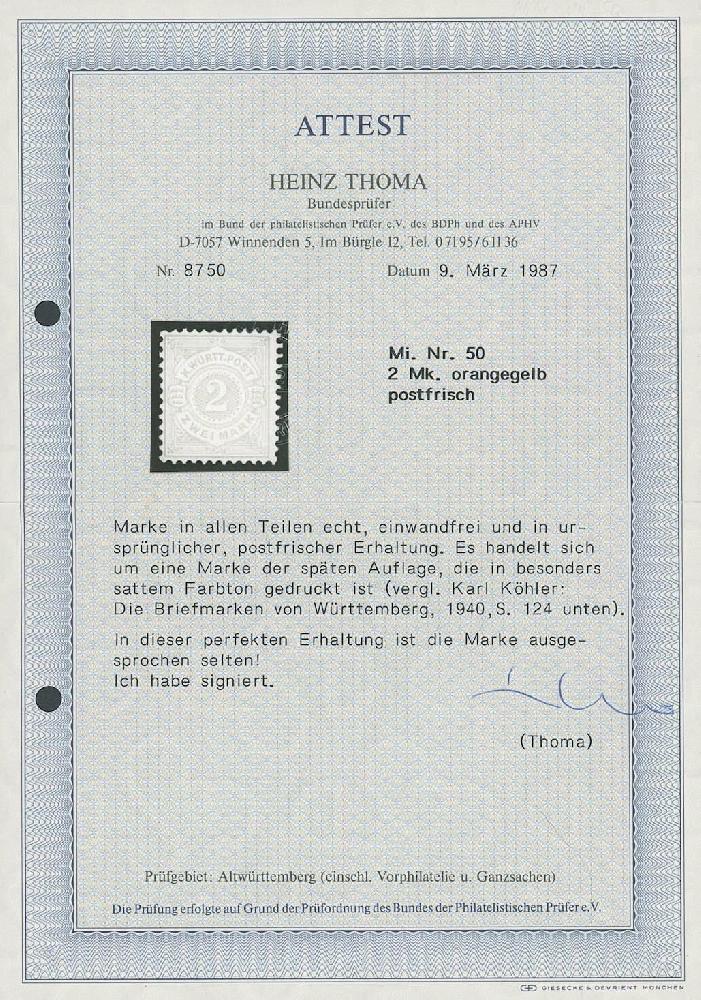 ATTEST
HEINZ THOMA
Bundesprüfer
im Bund der philatelistischen Prüfer e.V. des BDPh und des APHV
D-7057 Winnenden 5, Im Bürgle 12, Tel. 07195/61136
Nr. 8750
Datum 9. März 1987
K. WÜRTT. POST
2
ZWEI MARK
Mi. Nr. 50
2 Mk. orangegelb
postfrisch
Marke in allen Teilen echt, einwandfrei und in ur-
sprünglicher, postfrischer Erhaltung. Es handelt sich
um eine Marke der späten Auflage, die in besonders
sattem Farbton gedruckt ist (vergl. Karl Köhler:
Die Briefmarken von Württemberg, 1940,S. 124 unten).
In dieser perfekten Erhaltung ist die Marke ausge-
sprochen selten!
Ich habe signiert.
(Thoma)
Prüfgebiet: Altwürttemberg (einschl. Vorphilatelie u. Ganzsachen)
Die Prüfung erfolgte auf Grund der Prüfordnung des Bundes der Philatelistischen Prüfer e.V.
GIESECKE & DEVRIENT MÜNCHEN